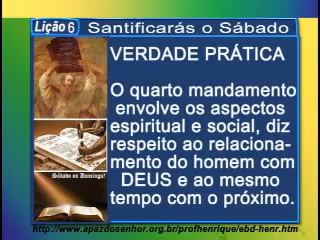 Lição 6 Santificarás o Sábado
VERDADE PRÁTICA
O quarto mandamento
envolve os aspectos
espiritual e social, diz
respeito ao relaciona-
mento do homem com
DEUS e ao mesmo
tempo com o próximo.
Sábado ou Domingo?
http://www.apazdosenhor.org.br/profhenrique/ebd-henr.htm